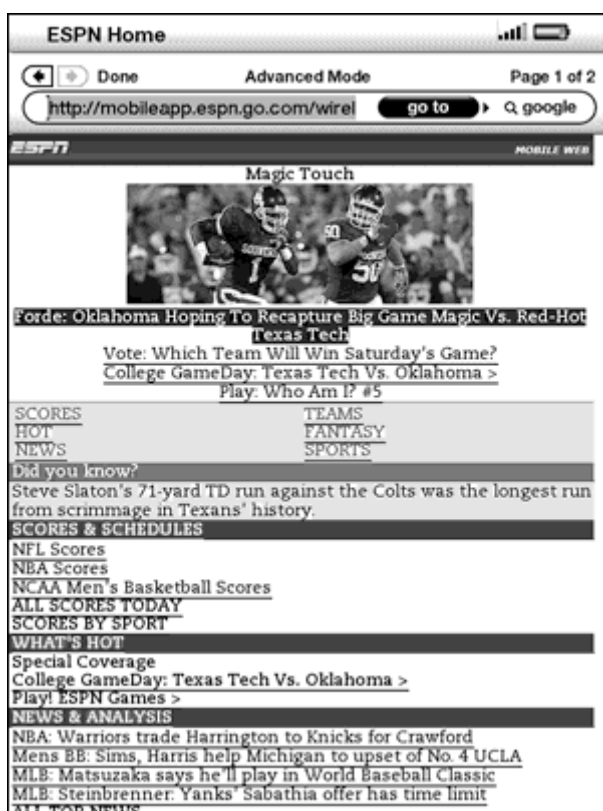 ESPN Home
Done Advanced Mode Page 1 of 2
http://mobileapp.espn.go.com/wirel go to google
ESPN MOBILE WEB
Magic Touch
1 50
Forde: Oklahoma Hoping To Recapture Big Game Magic Vs. Red-Hot
Texas Tech
Vote: Which Team Will Win Saturday's Game?
College GameDay: Texas Tech Vs. Oklahoma >
Play: Who Am I? #5
SCORES TEAMS
HOT FANTASY
NEWS SPORTS
Did you know?
Steve Slaton's 71-yard TD run against the Colts was the longest run
from scrimmage in Texans' history.
SCORES & SCHEDULES
NFL Scores
NBA Scores
NCAA Men's Basketball Scores
ALL SCORES TODAY
SCORES BY SPORT
WHAT'S HOT
Special Coverage
College GameDay: Texas Tech Vs. Oklahoma >
Play! ESPN Games >
NEWS & ANALYSIS
NBA: Warriors trade Harrington to Knicks for Crawford
Mens BB: Sims, Harris help Michigan to upset of No. 4 UCLA
MLB: Matsuzaka says he'll play in World Baseball Classic
MLB: Steinbrenner: Yanks' Sabathia offer has time limit
ALL TOP NEWS